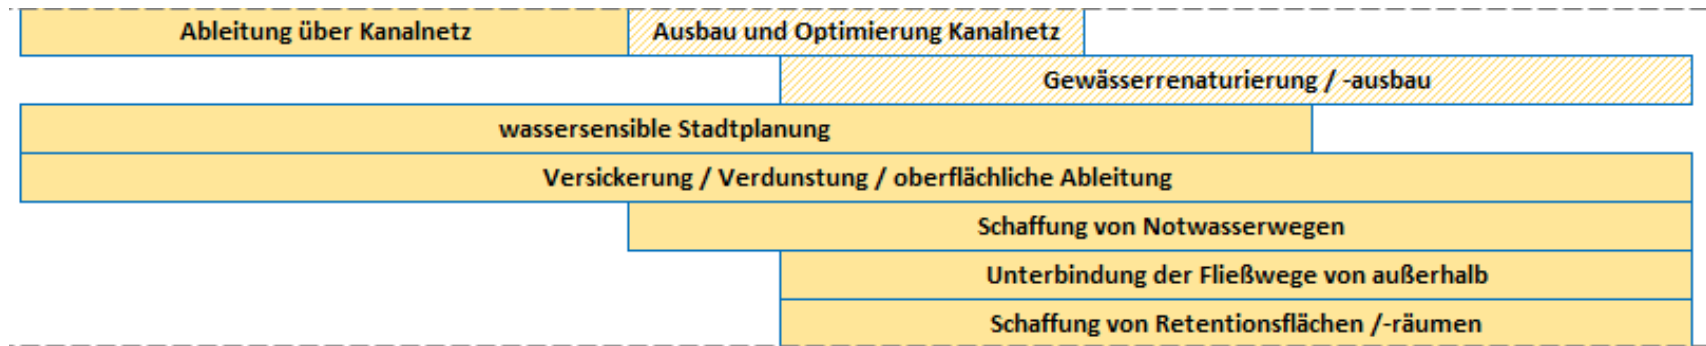 Ableitung über Kanalnetz
Ausbau und Optimierung Kanalnetz
Gewässerrenaturierung / -ausbau
wassersensible Stadtplanung
Versickerung / Verdunstung / oberflächliche Ableitung
Schaffung von Notwasserwegen
Unterbindung der Fließwege von außerhalb
Schaffung von Retentionsflächen /-räumen